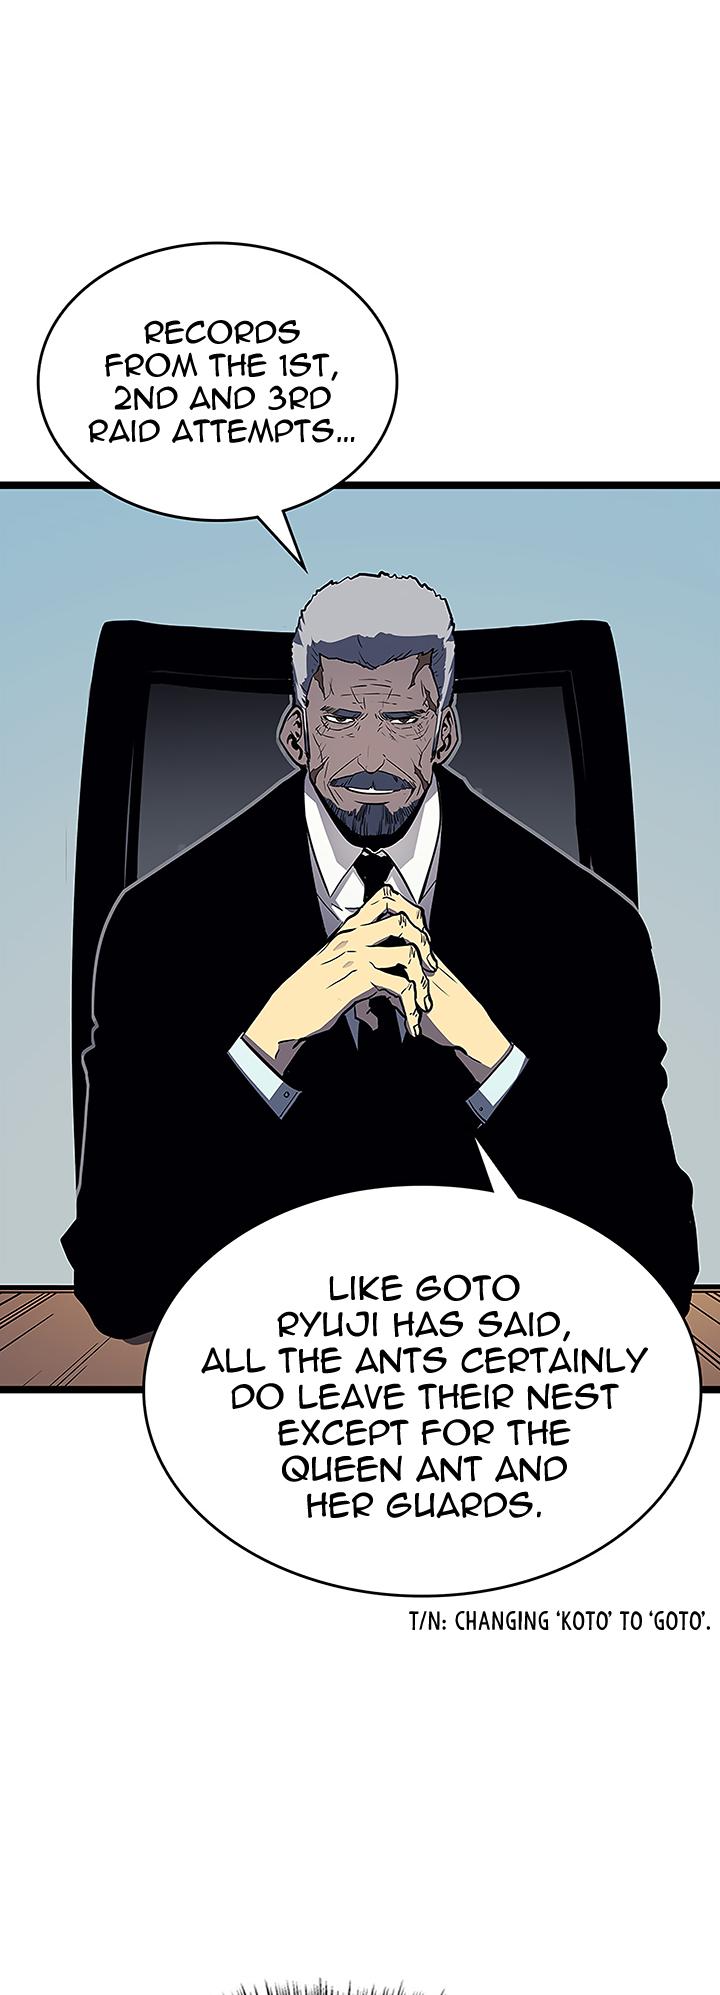 RECORDS
FROM THE 1ST,
2ND AND 3RD
RAID ATTEMPTS...
LIKE GOTO
RYUJI HAS SAID,
ALL THE ANTS CERTAINLY
DO LEAVE THEIR NEST
EXCEPT FOR THE
QUEEN ANT AND
HER GUARDS.
T/N: CHANGING 'KOTO' TO 'GOTO'.